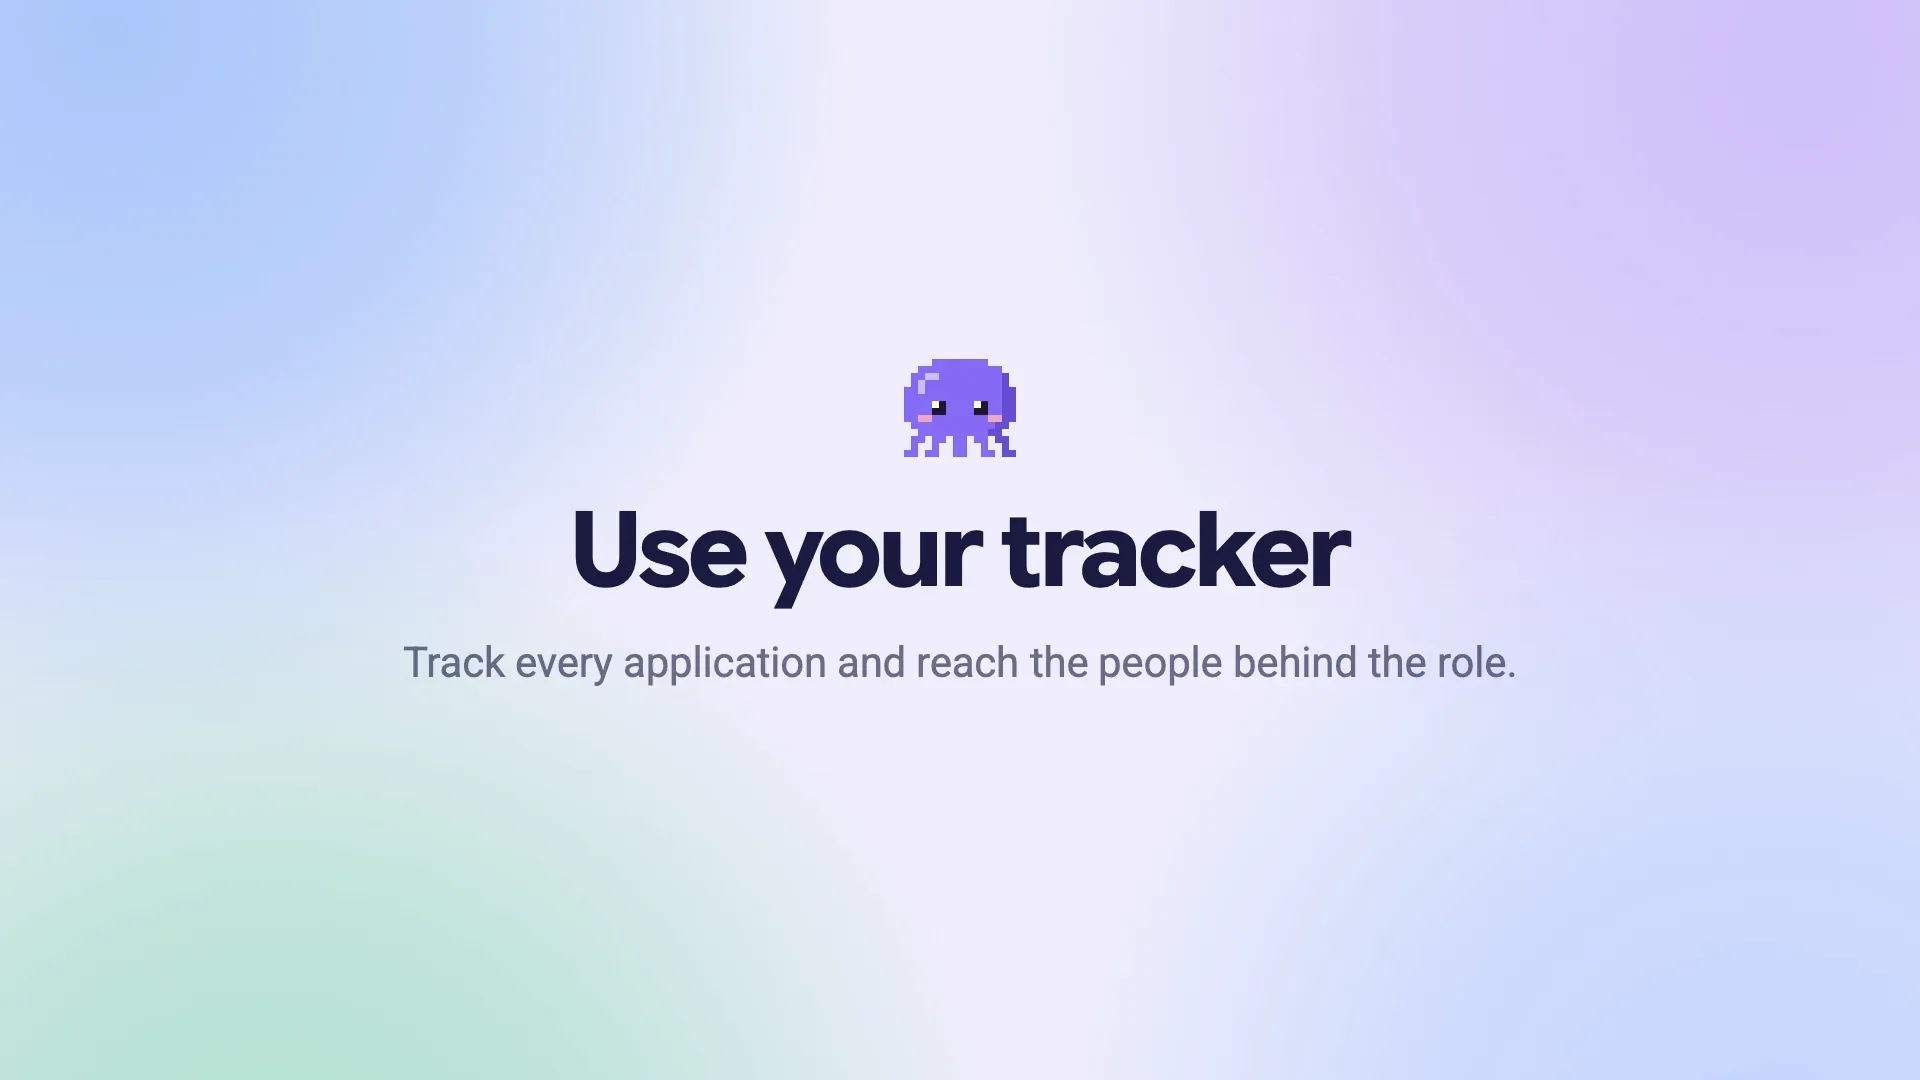 Use your tracker
Track every application and reach the people behind the role.